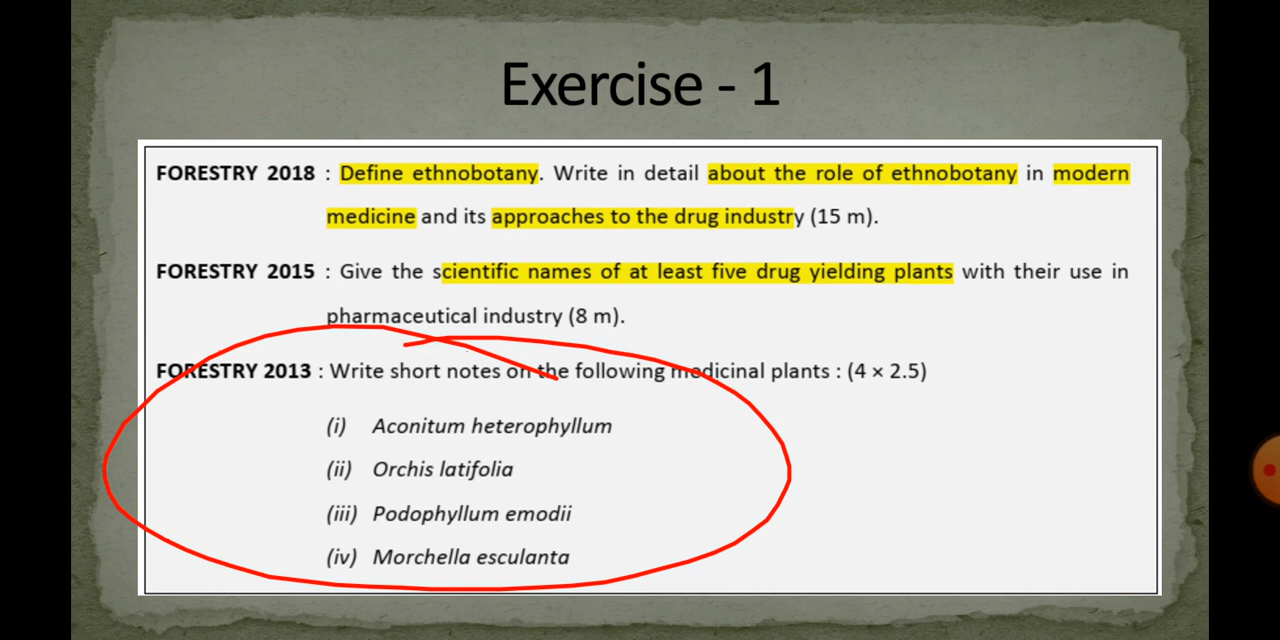 Exercise - 1
FORESTRY 2018 : Define ethnobotany. Write in detail about the role of ethnobotany in modern
medicine and its approaches to the drug industry (15 m).
FORESTRY 2015 : Give the scientific names of at least five drug yielding plants with their use in
pharmaceutical industry (8 m).
FORESTRY 2013 : Write short notes on the following medicinal plants : (4 × 2.5)
(i) Aconitum heterophyllum
(ii) Orchis latifolia
(iii) Podophyllum emodii
(iv) Morchella esculanta